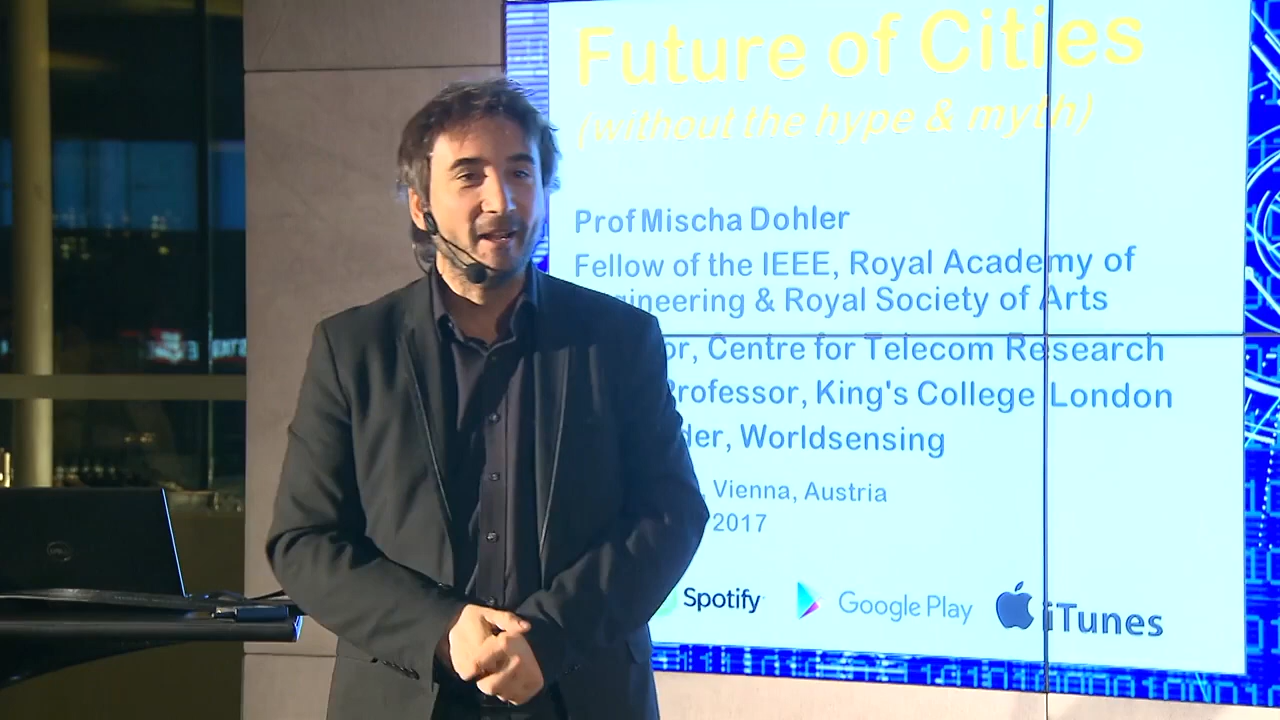 Future of Cities
(without the hype & myth)
Prof Mischa Dohler
Fellow of the IEEE, Royal Academy of
gineering & Royal Society of Arts
or, Centre for Telecom Research
Professor, King's College London
der, Worldsensing
, Vienna, Austria
2017
Spotify Google Play iTunes
DELL